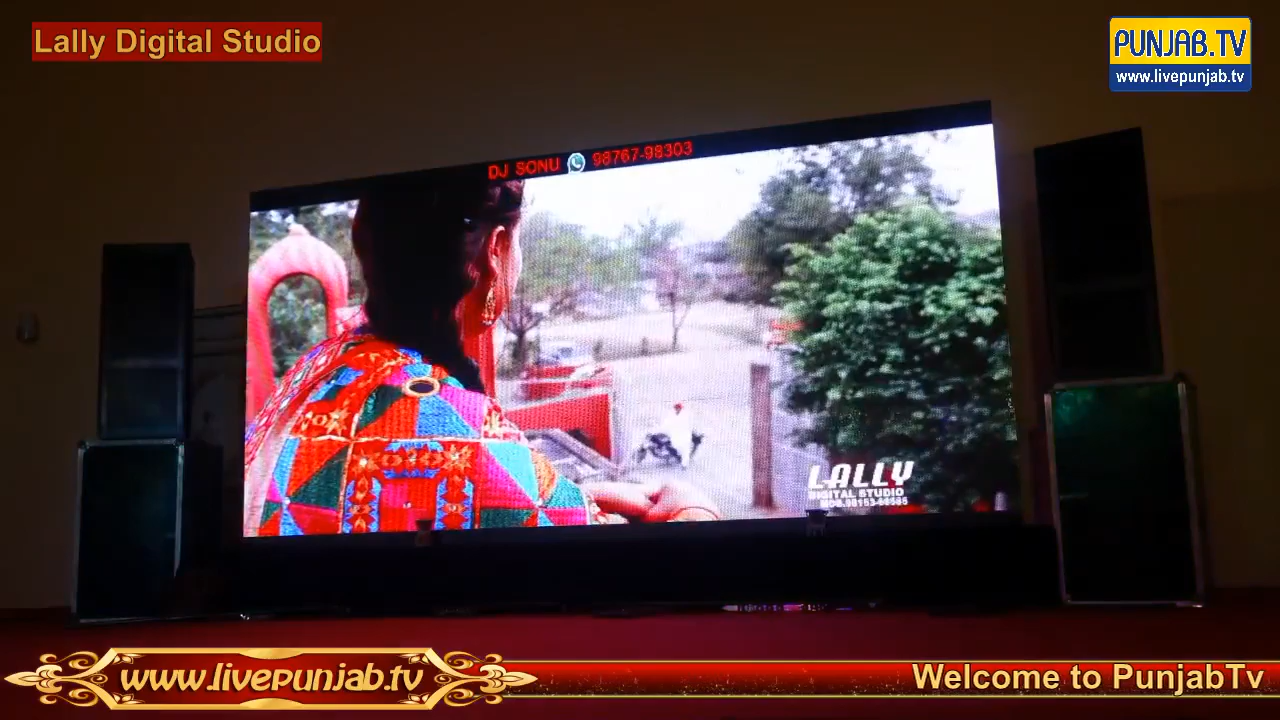 Lally Digital Studio
PUNJAB.TV
www.livepunjab.tv
DJ SONU 98767-98303
LALLY
DIGITAL STUDIO
www.livepunjab.tv
Welcome to PunjabTv